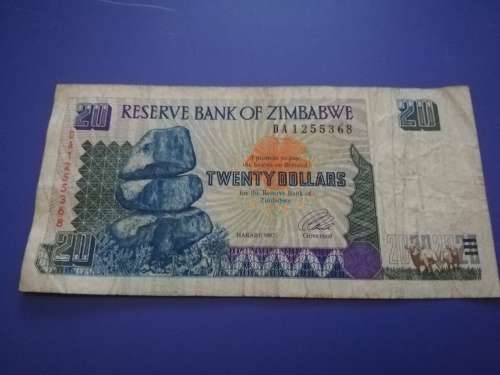 20 RESERVE BANK OF ZIMBABWE 20
DA1255368
I promise to pay
the bearer on demand
TWENTY DOLLARS
for the Reserve Bank of
Zimbabwe
HARARE 1997
Governor
DA1255368
20